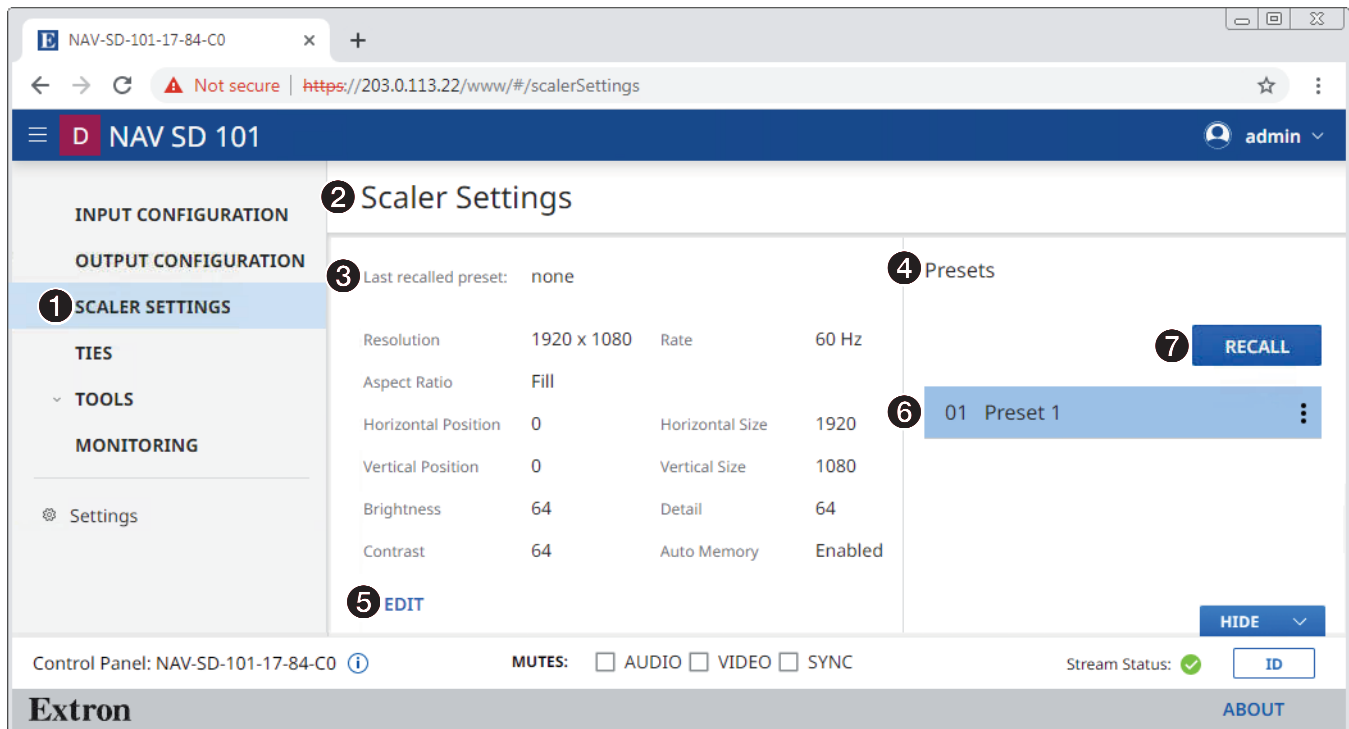 E NAV-SD-101-17-84-C0 × +
Not secure | https://203.0.113.22/www/#/scalerSettings
D NAV SD 101 admin
INPUT CONFIGURATION
OUTPUT CONFIGURATION
1 SCALER SETTINGS
TIES
TOOLS
MONITORING
Settings
2 Scaler Settings
3 Last recalled preset: none
Resolution 1920 x 1080 Rate 60 Hz
Aspect Ratio Fill
Horizontal Position 0 Horizontal Size 1920
Vertical Position 0 Vertical Size 1080
Brightness 64 Detail 64
Contrast 64 Auto Memory Enabled
5 EDIT
4 Presets
7 RECALL
6 01 Preset 1
HIDE
Control Panel: NAV-SD-101-17-84-C0 i MUTES: AUDIO VIDEO SYNC Stream Status: ID
Extron ABOUT